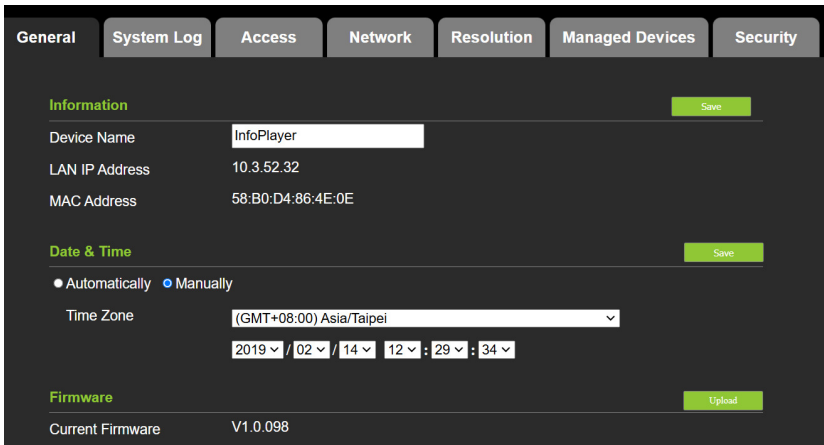 General System Log Access Network Resolution Managed Devices Security
Information Save
Device Name InfoPlayer
LAN IP Address 10.3.52.32
MAC Address 58:B0:D4:86:4E:0E
Date & Time Save
Automatically Manually
Time Zone (GMT+08:00) Asia/Taipei
2019 / 02 / 14 12 : 29 : 34
Firmware Upload
Current Firmware V1.0.098